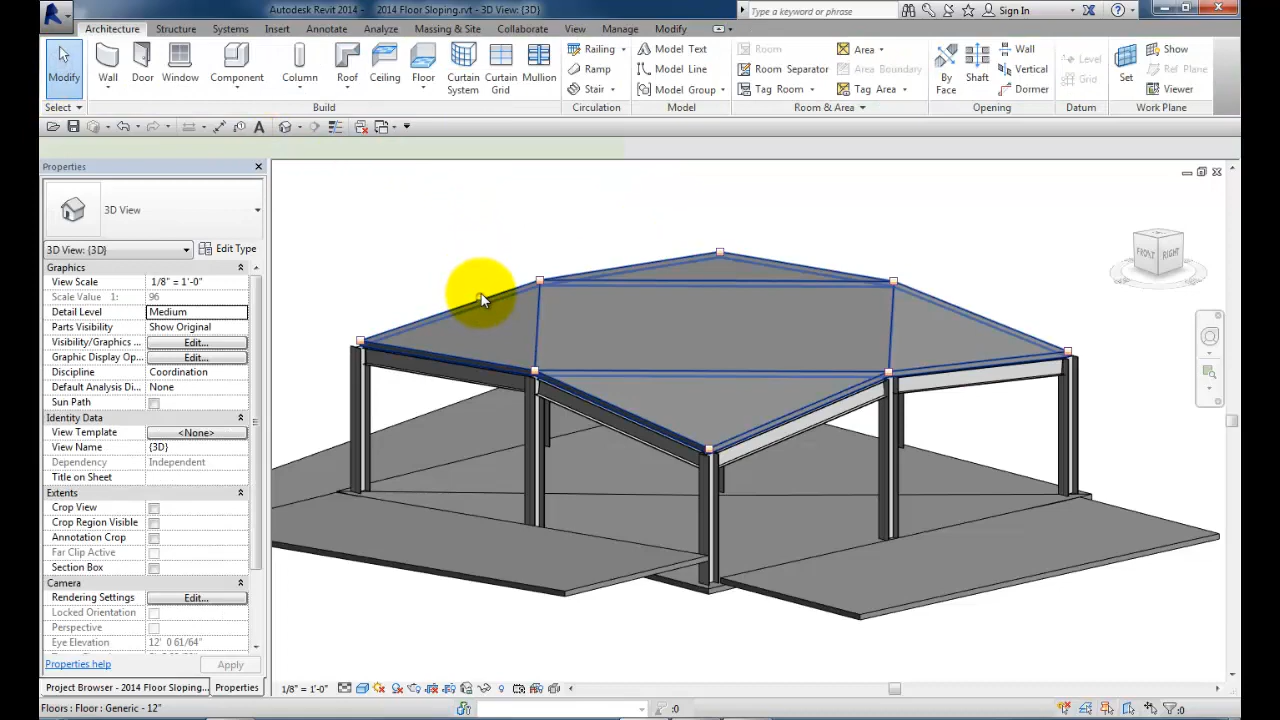 Autodesk Revit 2014 - 2014 Floor Sloping.rvt - 3D View: {3D}
Type a keyword or phrase
Sign In
Architecture Structure Systems Insert Annotate Analyze Massing & Site Collaborate View Manage Modify
Modify Wall Door Window Component Column Roof Ceiling Floor Curtain System Curtain Grid Mullion
Railing Ramp Stair
Model Text Model Line Model Group
Room Room Separator Tag Room
Area Area Boundary Tag Area
By Face Shaft Wall Vertical Dormer
Level Grid
Set Show Ref Plane Viewer
Select Build Circulation Model Room & Area Opening Datum Work Plane
Properties
3D View
3D View: {3D} Edit Type
Graphics
View Scale 1/8" = 1'-0"
Scale Value 1: 96
Detail Level Medium
Parts Visibility Show Original
Visibility/Graphics ... Edit...
Graphic Display Op... Edit...
Discipline Coordination
Default Analysis Di... None
Sun Path
Identity Data
View Template <None>
View Name {3D}
Dependency Independent
Title on Sheet
Extents
Crop View
Crop Region Visible
Annotation Crop
Far Clip Active
Section Box
Camera
Rendering Settings Edit...
Locked Orientation
Perspective
Eye Elevation 12' 0 61/64"
Properties help Apply
Project Browser - 2014 Floor Sloping... Properties
1/8" = 1'-0"
Floors : Floor : Generic - 12"
:0
:0
FRONT RIGHT